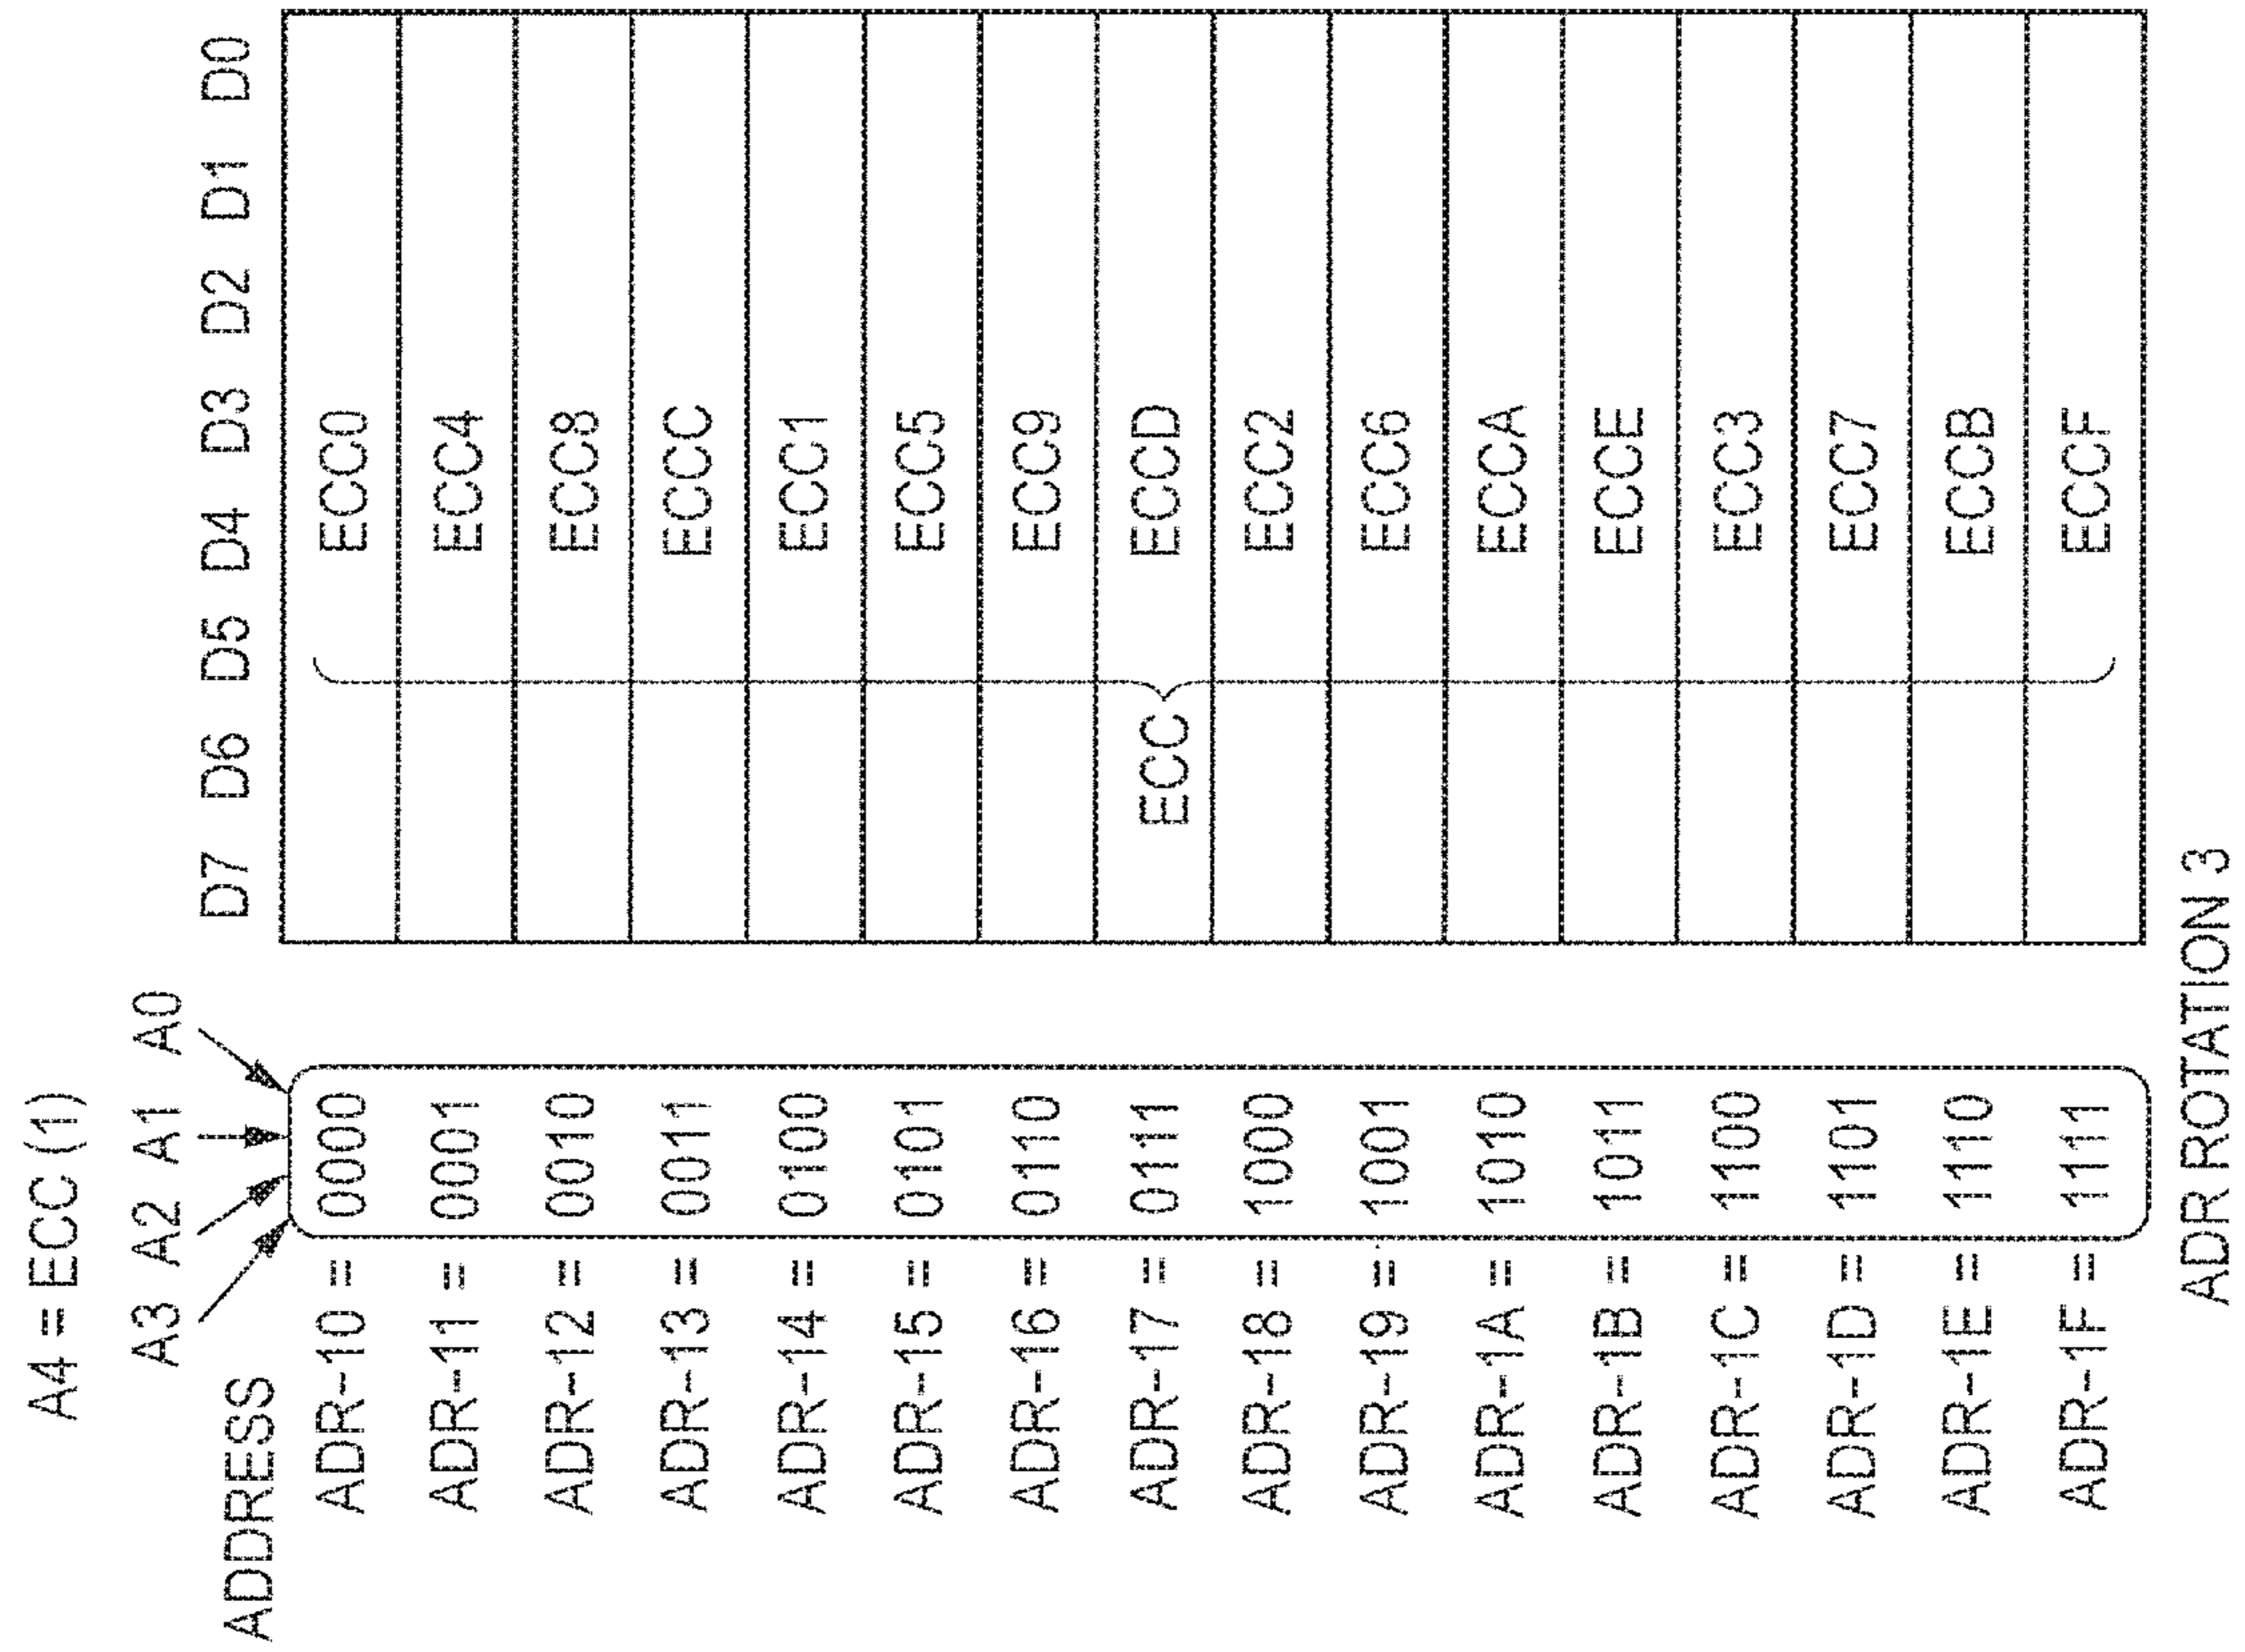 A4 = ECC (1)
A3 A2 A1 A0
ADDRESS D7 D6 D5 D4 D3 D2 D1 D0
ADR-10 = 0000 ECC0
ADR-11 = 0001 ECC4
ADR-12 = 0010 ECC8
ADR-13 = 0011 ECCC
ADR-14 = 0100 ECC1
ADR-15 = 0101 ECC5
ADR-16 = 0110 ECC9
ADR-17 = 0111 ECC ECCD
ADR-18 = 1000 ECC2
ADR-19 = 1001 ECC6
ADR-1A = 1010 ECCA
ADR-1B = 1011 ECCE
ADR-1C = 1100 ECC3
ADR-1D = 1101 ECC7
ADR-1E = 1110 ECCB
ADR-1F = 1111 ECCF
ADR ROTATION 3